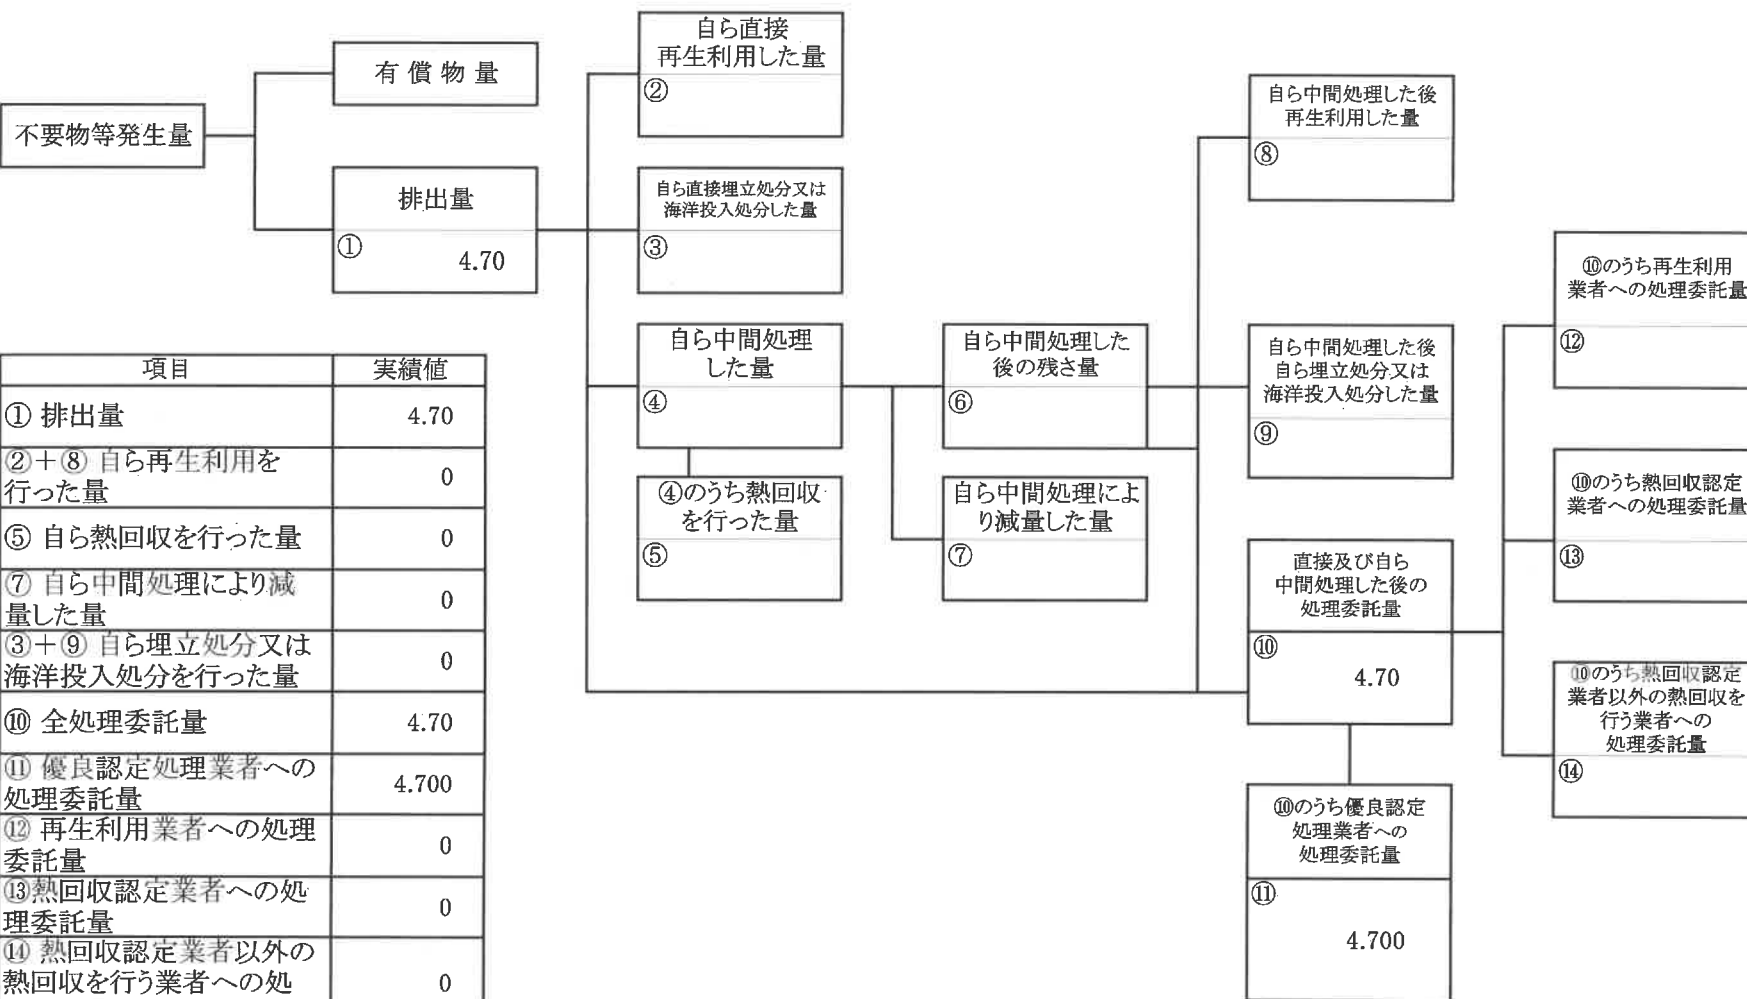 不要物等発生量
有償物量
排出量
①
4.70
自ら直接
再生利用した量
②
自ら直接埋立処分又は
海洋投入処分した量
③
自ら中間処理
した量
④
④のうち熱回収
を行った量
⑤
自ら中間処理した
後の残さ量
⑥
自ら中間処理によ
り減量した量
⑦
自ら中間処理した後
再生利用した量
⑧
自ら中間処理した後
自ら埋立処分又は
海洋投入処分した量
⑨
直接及び自ら
中間処理した後の
処理委託量
⑩
4.70
⑩のうち優良認定
処理業者への
処理委託量
⑪
4.700
⑩のうち再生利用
業者への処理委託量
⑫
⑩のうち熱回収認定
業者への処理委託量
⑬
⑩のうち熱回収認定
業者以外の熱回収を
行う業者への
処理委託量
⑭
項目 実績値
① 排出量 4.70
②+⑧ 自ら再生利用を
行った量 0
⑤ 自ら熱回収を行った量 0
⑦ 自ら中間処理により減
量した量 0
③+⑨ 自ら埋立処分又は
海洋投入処分を行った量 0
⑩ 全処理委託量 4.70
⑪ 優良認定処理業者への
処理委託量 4.700
⑫ 再生利用業者への処理
委託量 0
⑬熱回収認定業者への処
理委託量 0
⑭ 熱回収認定業者以外の
熱回収を行う業者への処 0